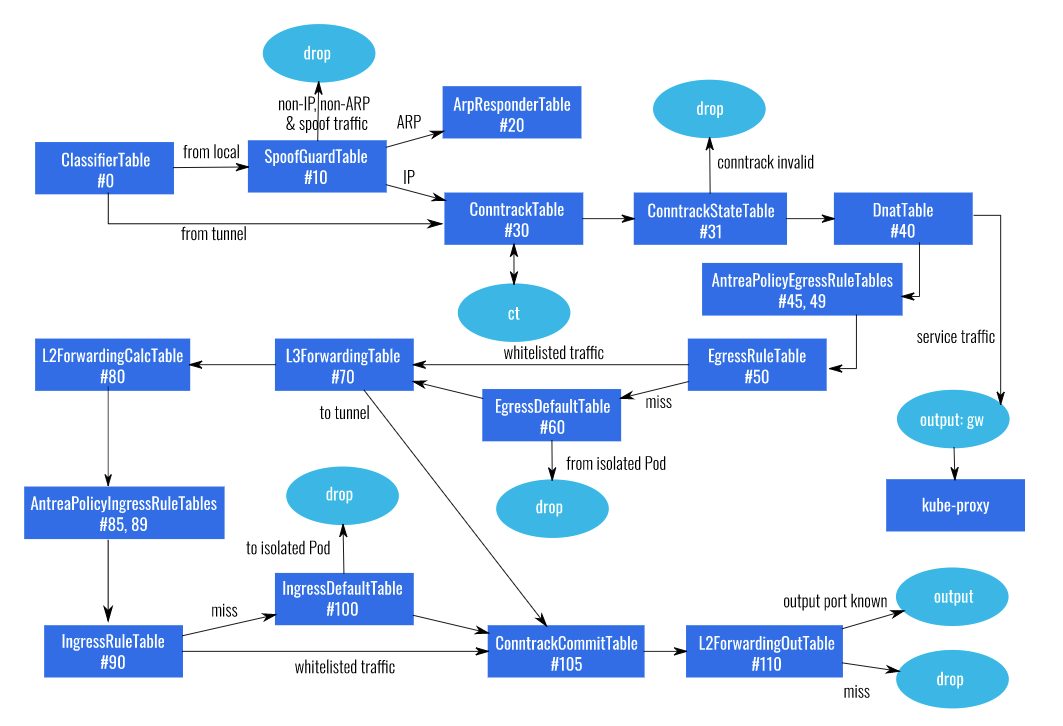 drop
non-IP, non-ARP
& spoof traffic
ARP
ArpResponderTable
#20
drop
ClassifierTable
#0
from local
SpoofGuardTable
#10
IP
conntrack invalid
from tunnel
ConntrackTable
#30
ConntrackStateTable
#31
DnatTable
#40
ct
AntreaPolicyEgressRuleTables
#45, 49
service traffic
L2ForwardingCalcTable
#80
L3ForwardingTable
#70
whitelisted traffic
EgressRuleTable
#50
to tunnel
EgressDefaultTable
#60
miss
output: gw
from isolated Pod
drop
kube-proxy
AntreaPolicyIngressRuleTables
#85, 89
drop
to isolated Pod
IngressDefaultTable
#100
miss
IngressRuleTable
#90
whitelisted traffic
ConntrackCommitTable
#105
L2ForwardingOutTable
#110
output port known
output
drop
miss